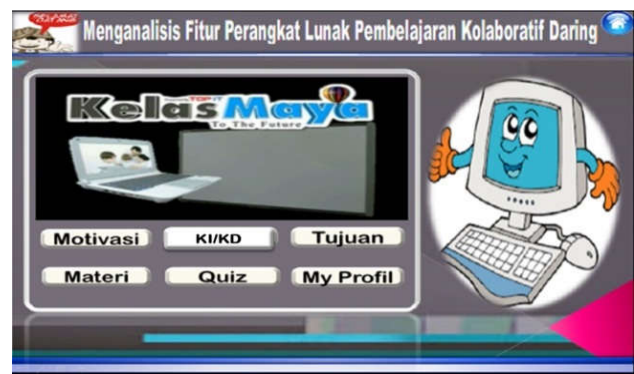 Menganalisis Fitur Perangkat Lunak Pembelajaran Kolaboratif Daring
Kelas Maya
To The Future
Motivasi KI/KD Tujuan
Materi Quiz My Profil